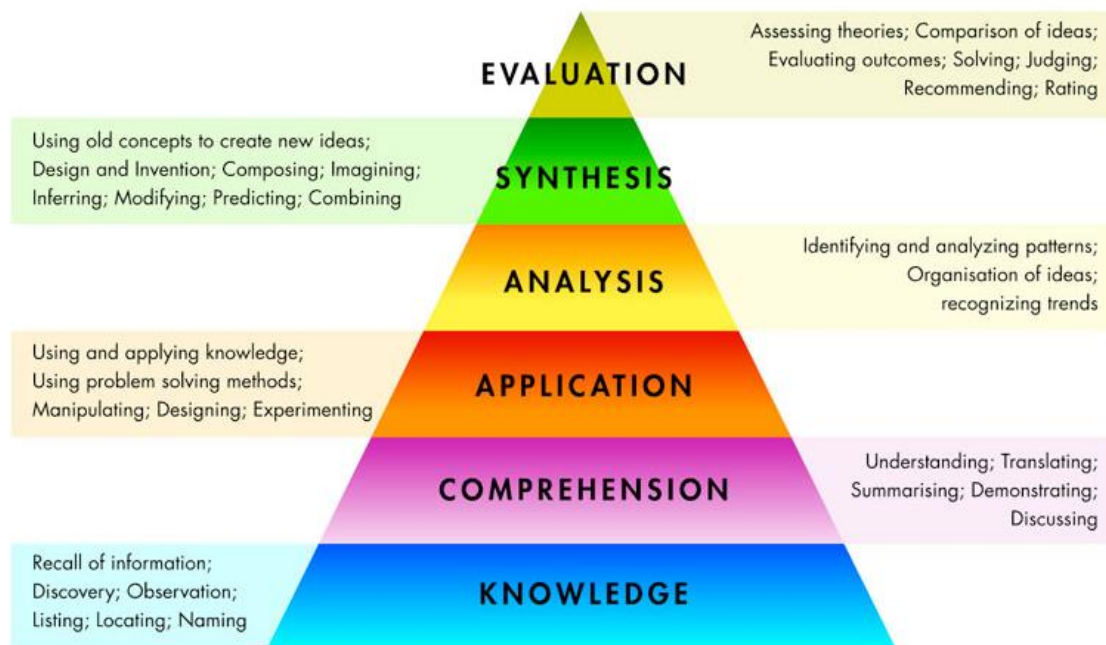 EVALUATION
Assessing theories; Comparison of ideas;
Evaluating outcomes; Solving; Judging;
Recommending; Rating
Using old concepts to create new ideas;
Design and Invention; Composing; Imagining;
Inferring; Modifying; Predicting; Combining
SYNTHESIS
ANALYSIS
Identifying and analyzing patterns;
Organisation of ideas;
recognizing trends
Using and applying knowledge;
Using problem solving methods;
Manipulating; Designing; Experimenting
APPLICATION
COMPREHENSION
Understanding; Translating;
Summarising; Demonstrating;
Discussing
Recall of information;
Discovery; Observation;
Listing; Locating; Naming
KNOWLEDGE